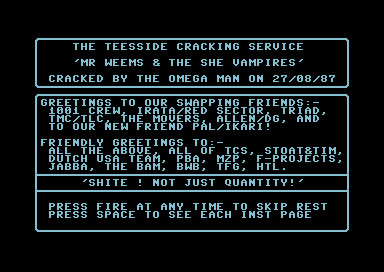 THE TEESSIDE CRACKING SERVICE
'MR WEEMS & THE SHE VAMPIRES'
CRACKED BY THE OMEGA MAN ON 27/08/87
GREETINGS TO OUR SWAPPING FRIENDS:-
1001 CREW, IRATA/RED SECTOR, TRIAD,
TMC/TLC, THE MOVERS, ALLEN/DG, AND
TO OUR NEW FRIEND PAL/IKARI!
FRIENDLY GREETINGS TO:-
ALL THE ABOVE, ALL OF TCS, STOAT&TIM,
DUTCH USA TEAM, PBA, MZP, F-PROJECTS,
JABBA, THE BAM, BWB, TFG, HTL.
'SHITE ! NOT JUST QUANTITY!'
PRESS FIRE AT ANY TIME TO SKIP REST
PRESS SPACE TO SEE EACH INST PAGE